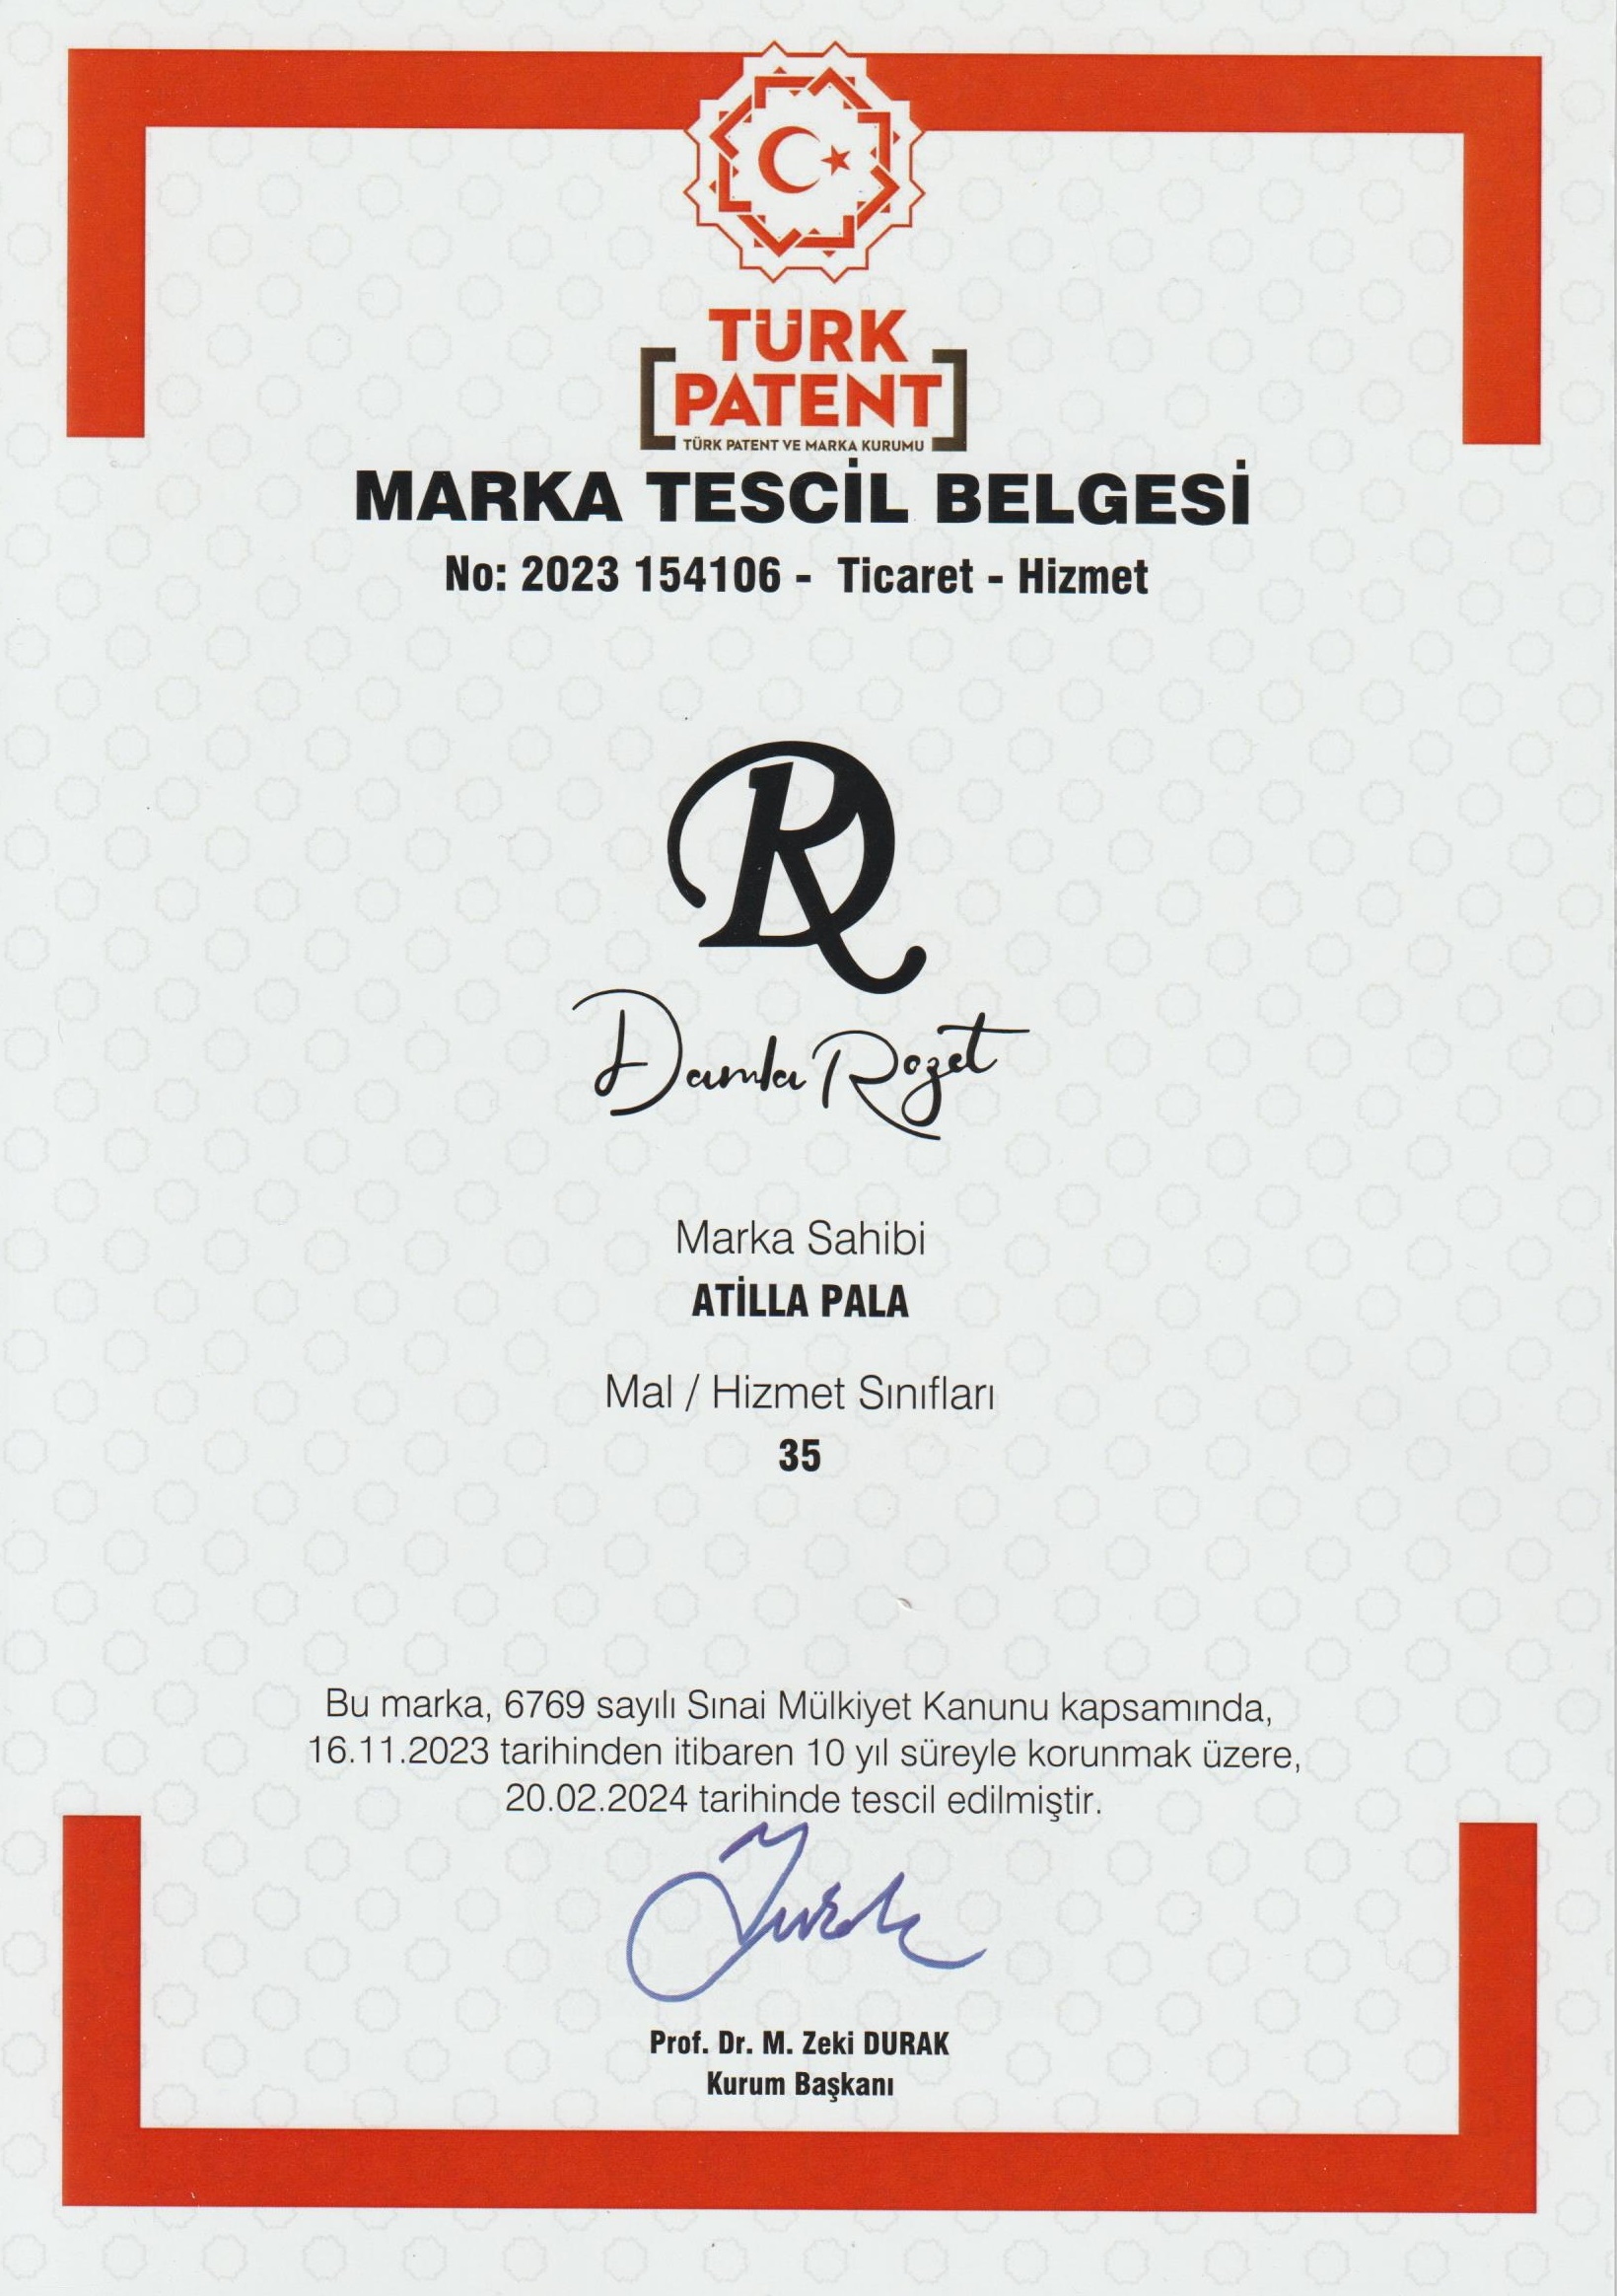 TÜRK
PATENT
TÜRK PATENT VE MARKA KURUMU
MARKA TESCİL BELGESİ
No: 2023 154106 - Ticaret - Hizmet
DR
Damla Rozet
Marka Sahibi
ATİLLA PALA
Mal / Hizmet Sınıfları
35
Bu marka, 6769 sayılı Sınai Mülkiyet Kanunu kapsamında,
16.11.2023 tarihinden itibaren 10 yıl süreyle korunmak üzere,
20.02.2024 tarihinde tescil edilmiştir.
Prof. Dr. M. Zeki DURAK
Kurum Başkanı